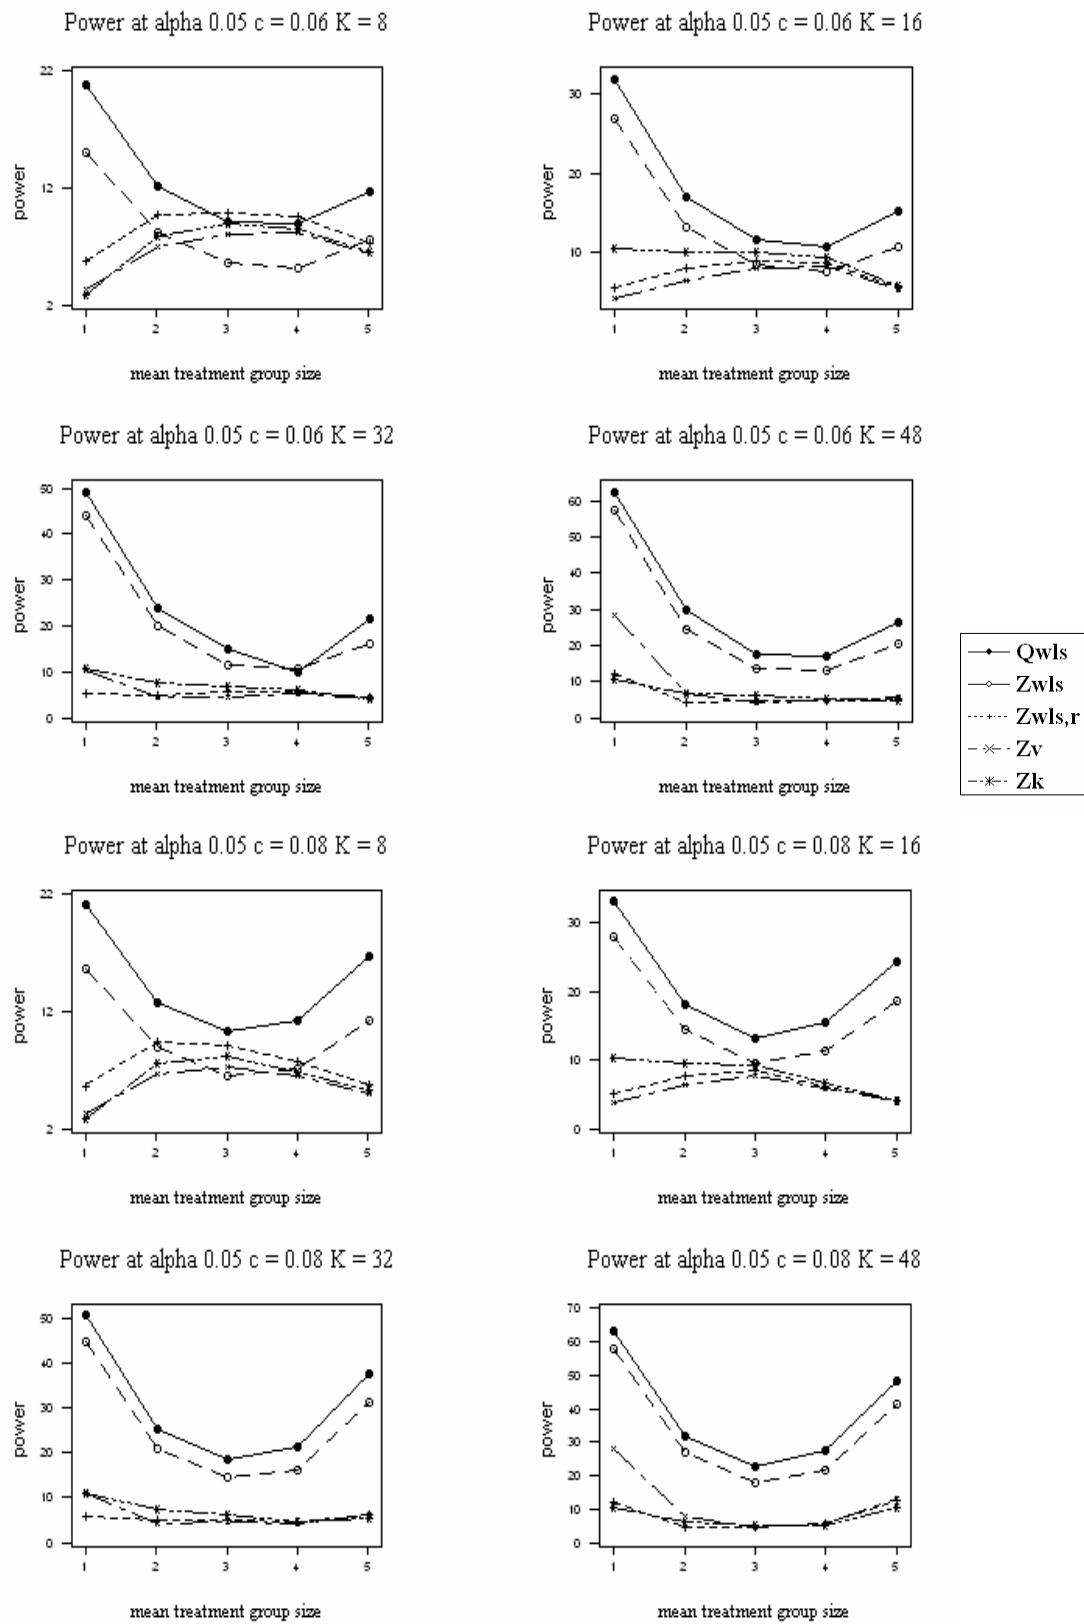 Power at alpha 0.05 c = 0.06 K = 8
22
12
2
power
1 2 3 4 5
mean treatment group size
Power at alpha 0.05 c = 0.06 K = 16
30
20
10
power
1 2 3 4 5
mean treatment group size
Power at alpha 0.05 c = 0.06 K = 32
50
40
30
20
10
0
power
1 2 3 4 5
mean treatment group size
Power at alpha 0.05 c = 0.06 K = 48
60
50
40
30
20
10
0
power
1 2 3 4 5
mean treatment group size
Qwls
Zwls
Zwls,r
Zv
Zk
Power at alpha 0.05 c = 0.08 K = 8
22
12
2
power
1 2 3 4 5
mean treatment group size
Power at alpha 0.05 c = 0.08 K = 16
30
20
10
0
power
1 2 3 4 5
mean treatment group size
Power at alpha 0.05 c = 0.08 K = 32
50
40
30
20
10
0
power
1 2 3 4 5
mean treatment group size
Power at alpha 0.05 c = 0.08 K = 48
70
60
50
40
30
20
10
0
power
1 2 3 4 5
mean treatment group size